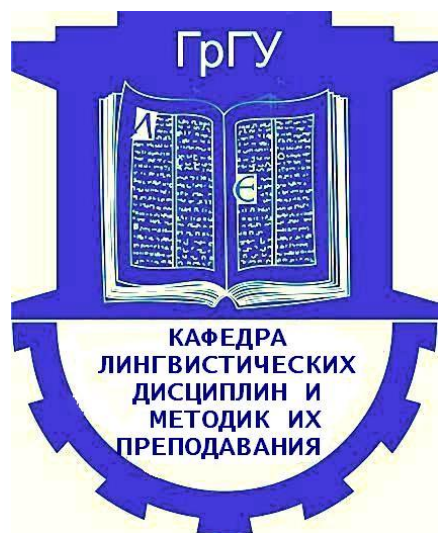 ГрГУ
Л
Є
КАФЕДРА
ЛИНГВИСТИЧЕСКИХ
ДИСЦИПЛИН И
МЕТОДИК ИХ
ПРЕПОДАВАНИЯ